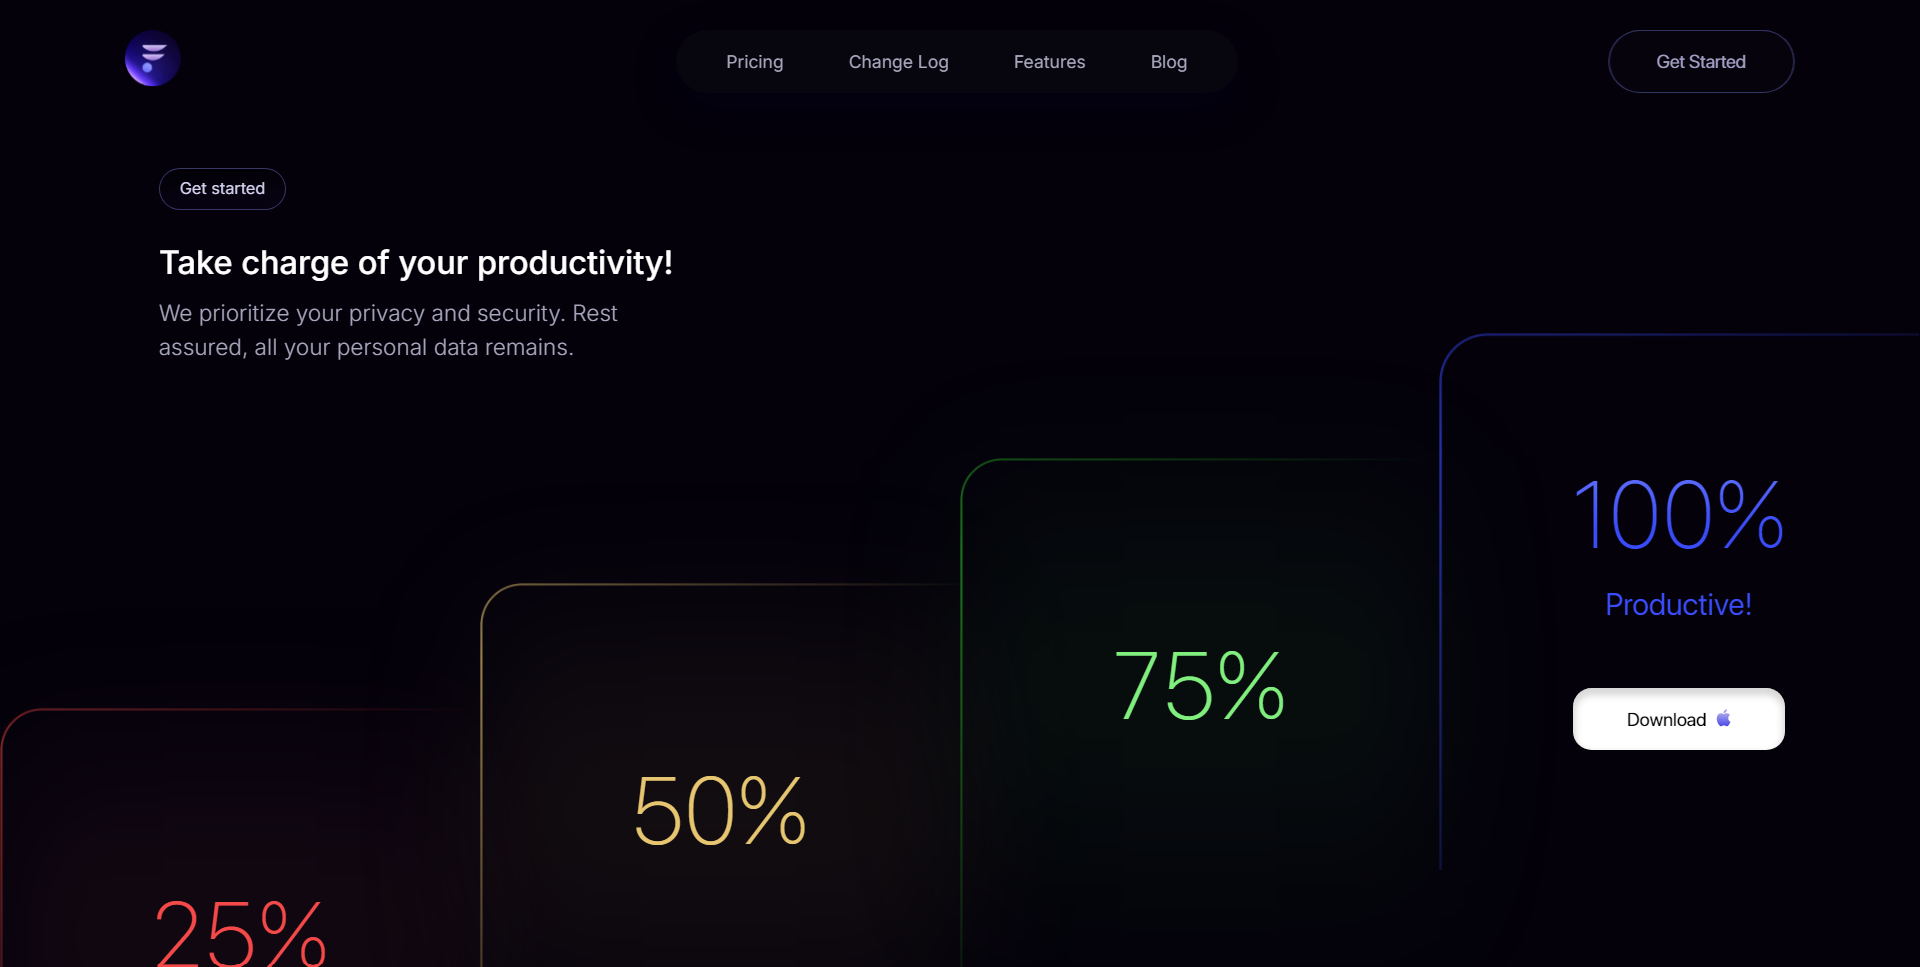 Pricing
Change Log
Features
Blog
Get Started
Get started
Take charge of your productivity!
We prioritize your privacy and security. Rest
assured, all your personal data remains.
100%
Productive!
Download
75%
50%
25%